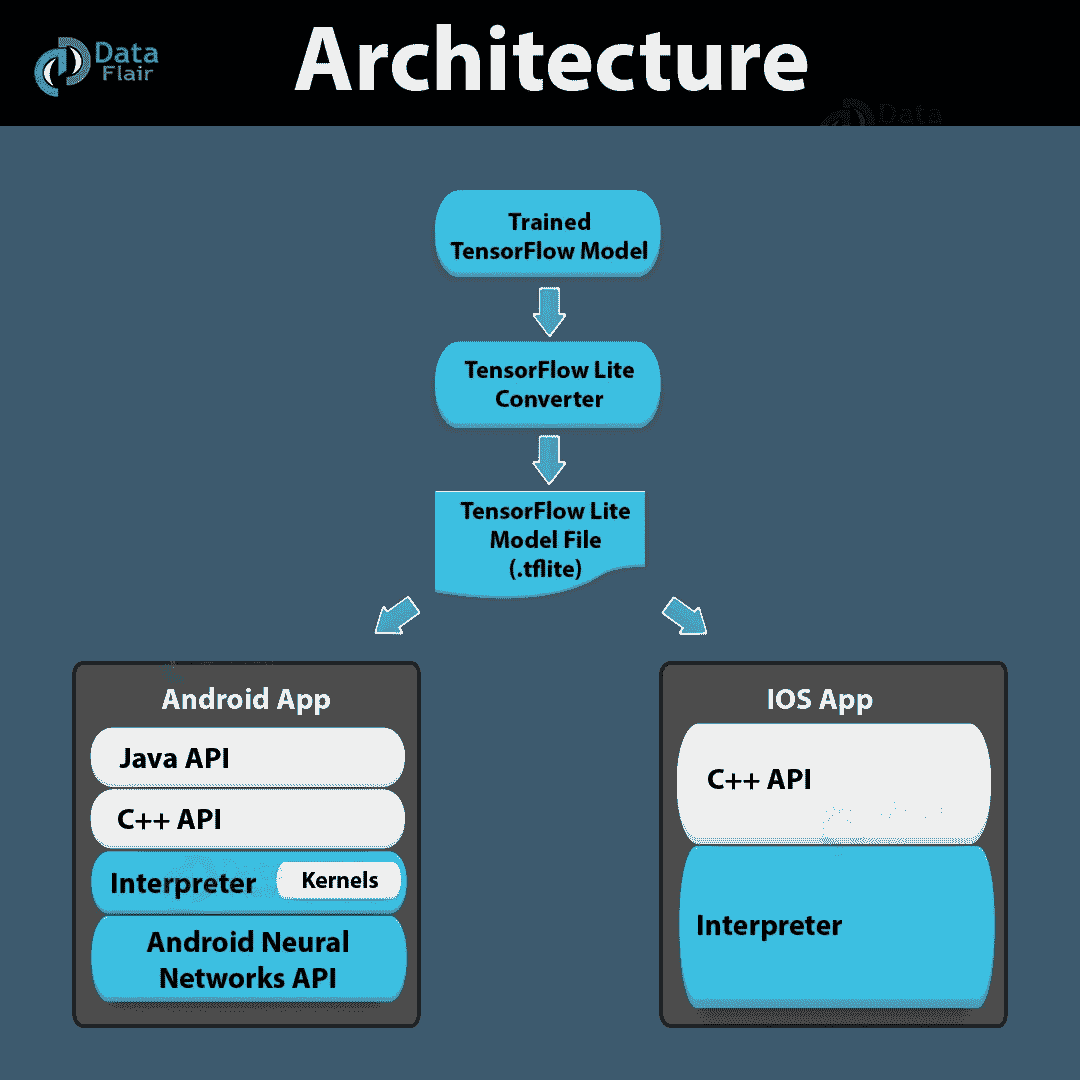 Data
Flair
Architecture
Data
Trained
TensorFlow Model
TensorFlow Lite
Converter
TensorFlow Lite
Model File
(.tflite)
Android App
Java API
C++ API
Interpreter
Kernels
Android Neural
Networks API
IOS App
C++ API
Interpreter